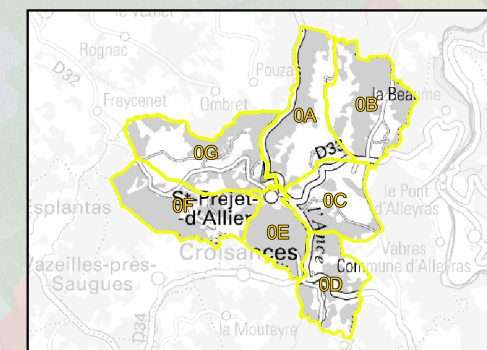 le Vernet
Rognac
D32
Pouzas
la Beaume
Freycenet
Ombret
0A
0B
D33
0G
0F
St-Préjet-
-d'Allier
0C
le Pont
d'Alleyras
Esplantas
0E
l'Ance
Croisances
Vabres
Commune d'Alleyras
Vazeilles-près-
Saugues
0D
D34
la Mouteyre